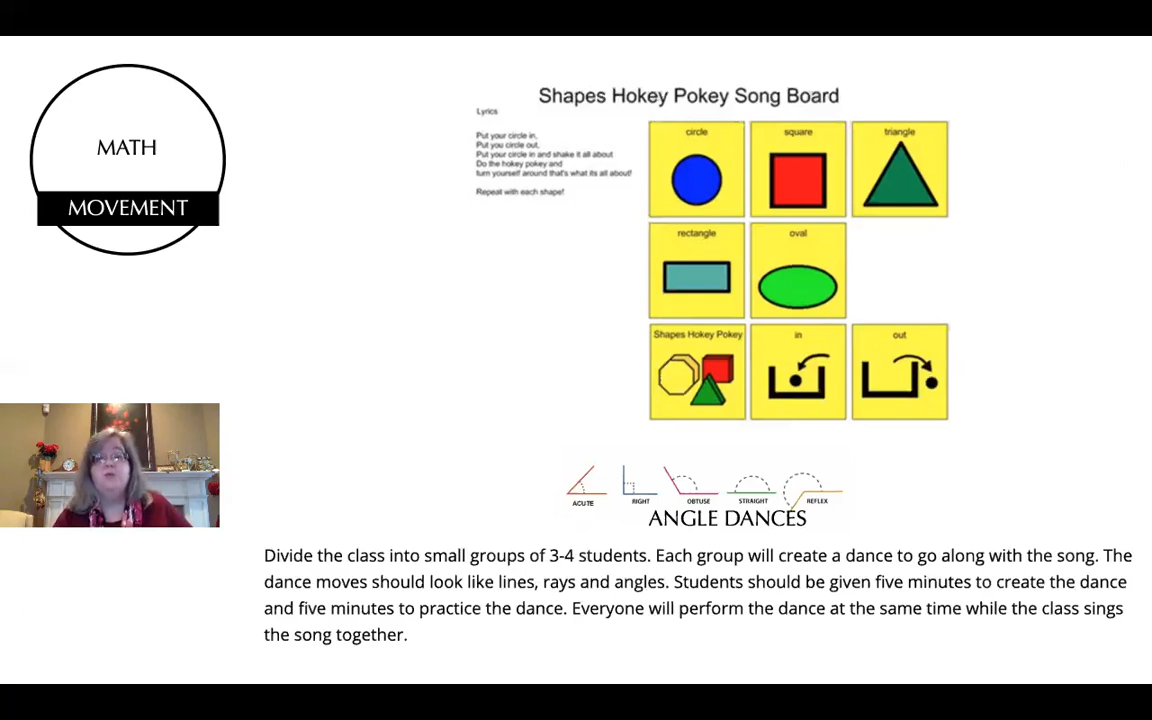 MATH
MOVEMENT
Shapes Hokey Pokey Song Board
Lyrics
Put your circle in,
Put you circle out,
Put your circle in and shake it all about
Do the hokey pokey and
turn yourself around that's what its all about!
Repeat with each shape!
circle
square
triangle
rectangle
oval
Shapes Hokey Pokey
in
out
ACUTE
RIGHT
OBTUSE
STRAIGHT
REFLEX
ANGLE DANCES
Divide the class into small groups of 3-4 students. Each group will create a dance to go along with the song. The
dance moves should look like lines, rays and angles. Students should be given five minutes to create the dance
and five minutes to practice the dance. Everyone will perform the dance at the same time while the class sings
the song together.